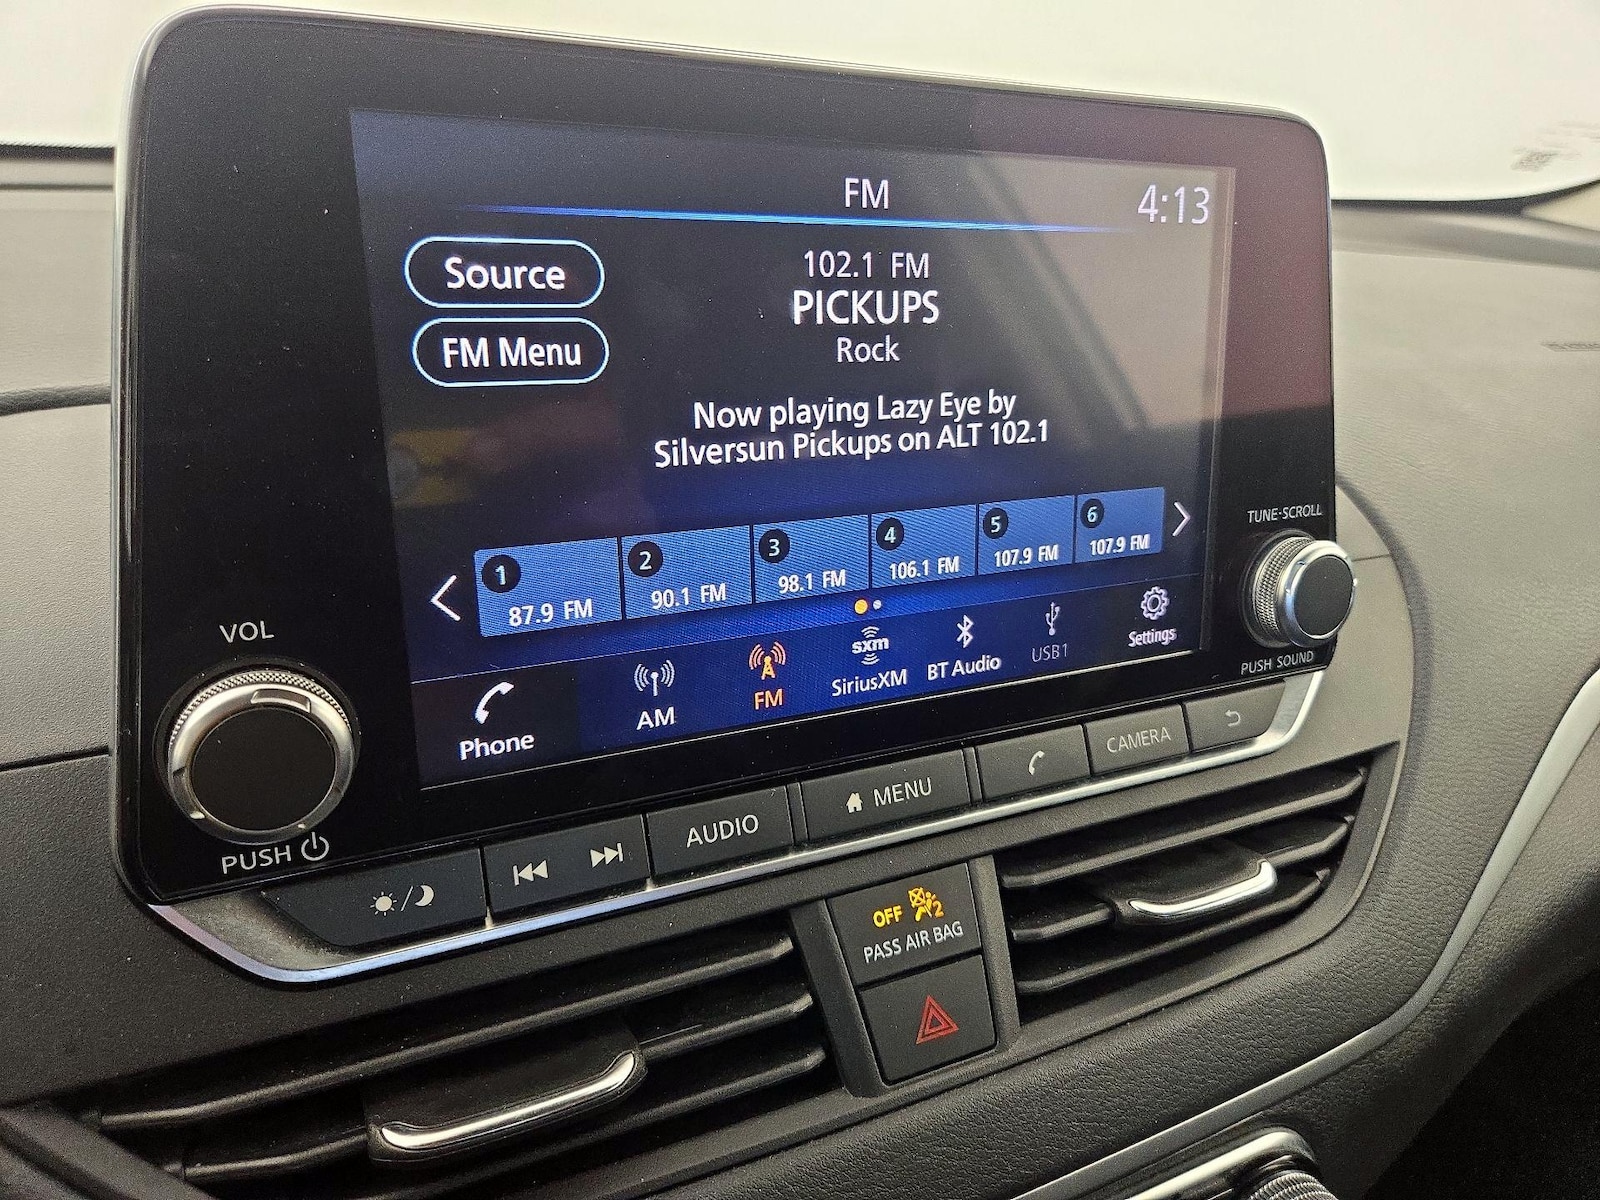 FM
4:13
Source
FM Menu
102.1 FM
PICKUPS
Rock
Now playing Lazy Eye by
Silversun Pickups on ALT 102.1
1
87.9 FM
2
90.1 FM
3
98.1 FM
4
106.1 FM
5
107.9 FM
6
107.9 FM
Phone
AM
FM
sxm
SiriusXM
BT Audio
USB1
Settings
VOL
PUSH
TUNE·SCROLL
PUSH SOUND
AUDIO
MENU
CAMERA
OFF
2
PASS AIR BAG